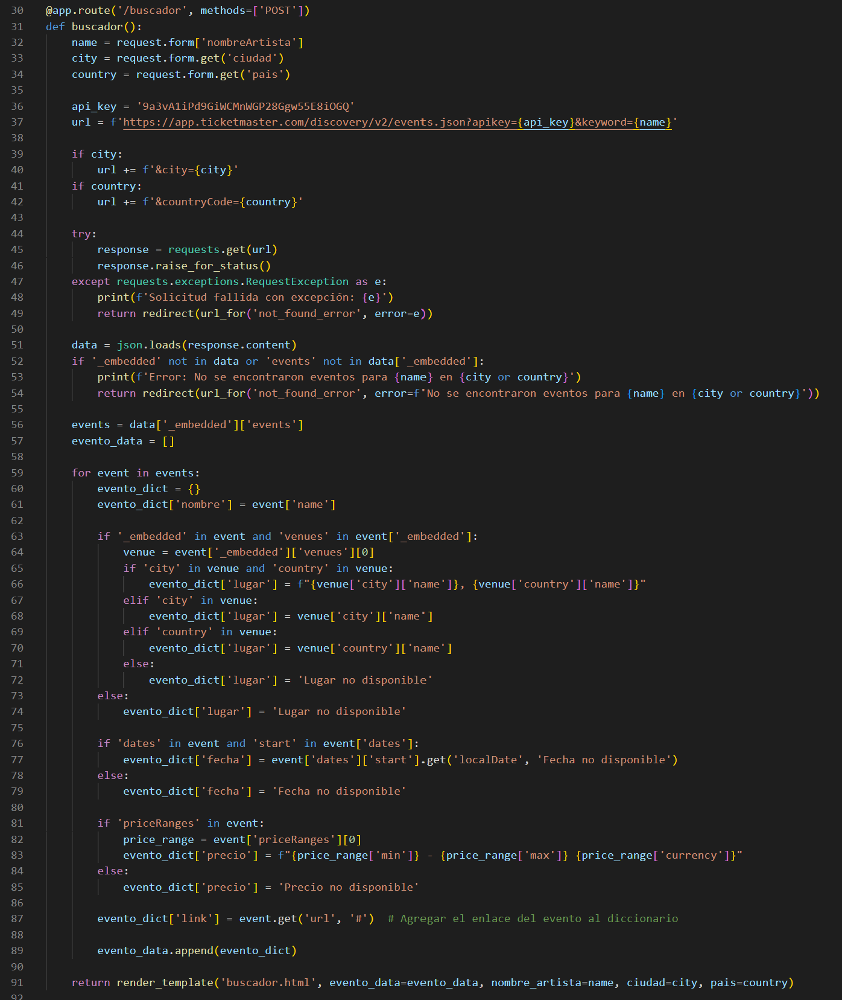 30 @app.route('/buscador', methods=['POST'])
31 def buscador():
32     name = request.form['nombreArtista']
33     city = request.form.get('ciudad')
34     country = request.form.get('pais')
35
36     api_key = '9a3vA1iPd9GiWCMnWGP28Ggw55E8iOGQ'
37     url = f'https://app.ticketmaster.com/discovery/v2/events.json?apikey={api_key}&keyword={name}'
38
39     if city:
40         url += f'&city={city}'
41     if country:
42         url += f'&countryCode={country}'
43
44     try:
45         response = requests.get(url)
46         response.raise_for_status()
47     except requests.exceptions.RequestException as e:
48         print(f'Solicitud fallida con excepción: {e}')
49         return redirect(url_for('not_found_error', error=e))
50
51     data = json.loads(response.content)
52     if '_embedded' not in data or 'events' not in data['_embedded']:
53         print(f'Error: No se encontraron eventos para {name} en {city or country}')
54         return redirect(url_for('not_found_error', error=f'No se encontraron eventos para {name} en {city or country}'))
55
56     events = data['_embedded']['events']
57     evento_data = []
58
59     for event in events:
60         evento_dict = {}
61         evento_dict['nombre'] = event['name']
62
63         if '_embedded' in event and 'venues' in event['_embedded']:
64             venue = event['_embedded']['venues'][0]
65             if 'city' in venue and 'country' in venue:
66                 evento_dict['lugar'] = f"{venue['city']['name']}, {venue['country']['name']}"
67             elif 'city' in venue:
68                 evento_dict['lugar'] = venue['city']['name']
69             elif 'country' in venue:
70                 evento_dict['lugar'] = venue['country']['name']
71             else:
72                 evento_dict['lugar'] = 'Lugar no disponible'
73         else:
74             evento_dict['lugar'] = 'Lugar no disponible'
75
76         if 'dates' in event and 'start' in event['dates']:
77             evento_dict['fecha'] = event['dates']['start'].get('localDate', 'Fecha no disponible')
78         else:
79             evento_dict['fecha'] = 'Fecha no disponible'
80
81         if 'priceRanges' in event:
82             price_range = event['priceRanges'][0]
83             evento_dict['precio'] = f"{price_range['min']} - {price_range['max']} {price_range['currency']}"
84         else:
85             evento_dict['precio'] = 'Precio no disponible'
86
87         evento_dict['link'] = event.get('url', '#')  # Agregar el enlace del evento al diccionario
88
89         evento_data.append(evento_dict)
90
91     return render_template('buscador.html', evento_data=evento_data, nombre_artista=name, ciudad=city, pais=country)
92